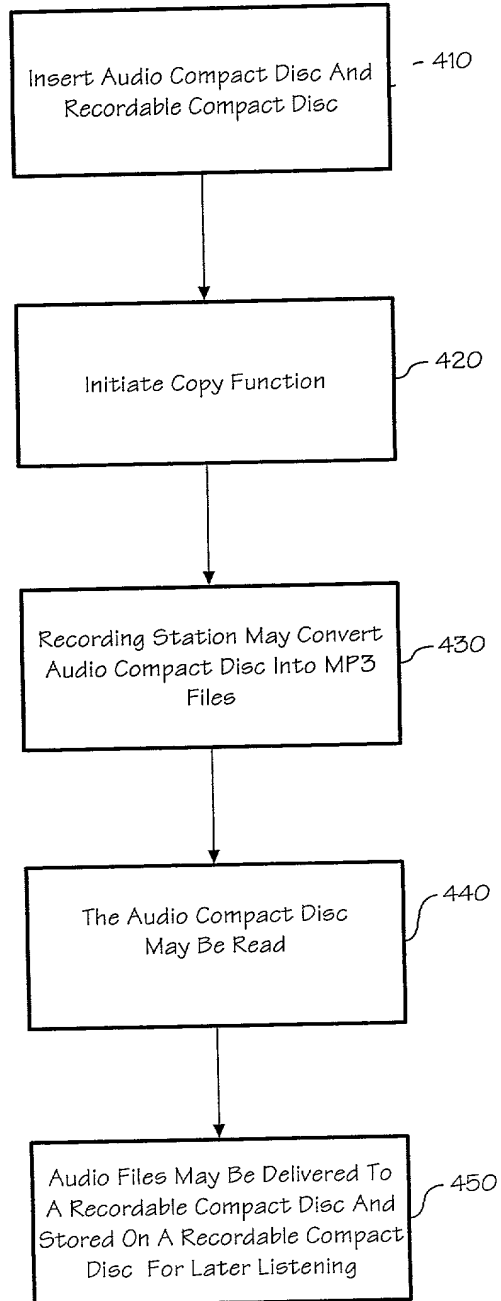 Insert Audio Compact Disc And
Recordable Compact Disc
410
Initiate Copy Function
420
Recording Station May Convert
Audio Compact Disc Into MP3
Files
430
The Audio Compact Disc
May Be Read
440
Audio Files May Be Delivered To
A Recordable Compact Disc And
Stored On A Recordable Compact
Disc For Later Listening
450